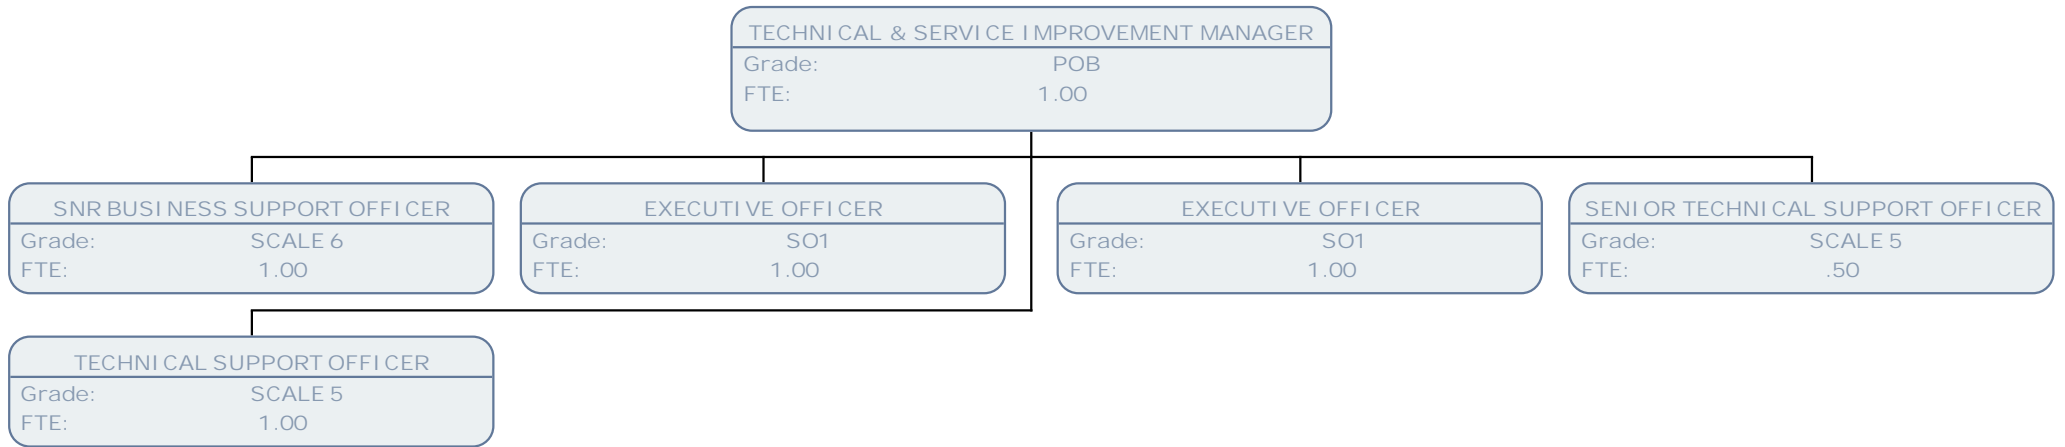 TECHNICAL & SERVICE IMPROVEMENT MANAGER
Grade: POB
FTE: 1.00
SNR BUSINESS SUPPORT OFFICER
Grade: SCALE 6
FTE: 1.00
EXECUTIVE OFFICER
Grade: SO1
FTE: 1.00
EXECUTIVE OFFICER
Grade: SO1
FTE: 1.00
SENIOR TECHNICAL SUPPORT OFFICER
Grade: SCALE 5
FTE: .50
TECHNICAL SUPPORT OFFICER
Grade: SCALE 5
FTE: 1.00